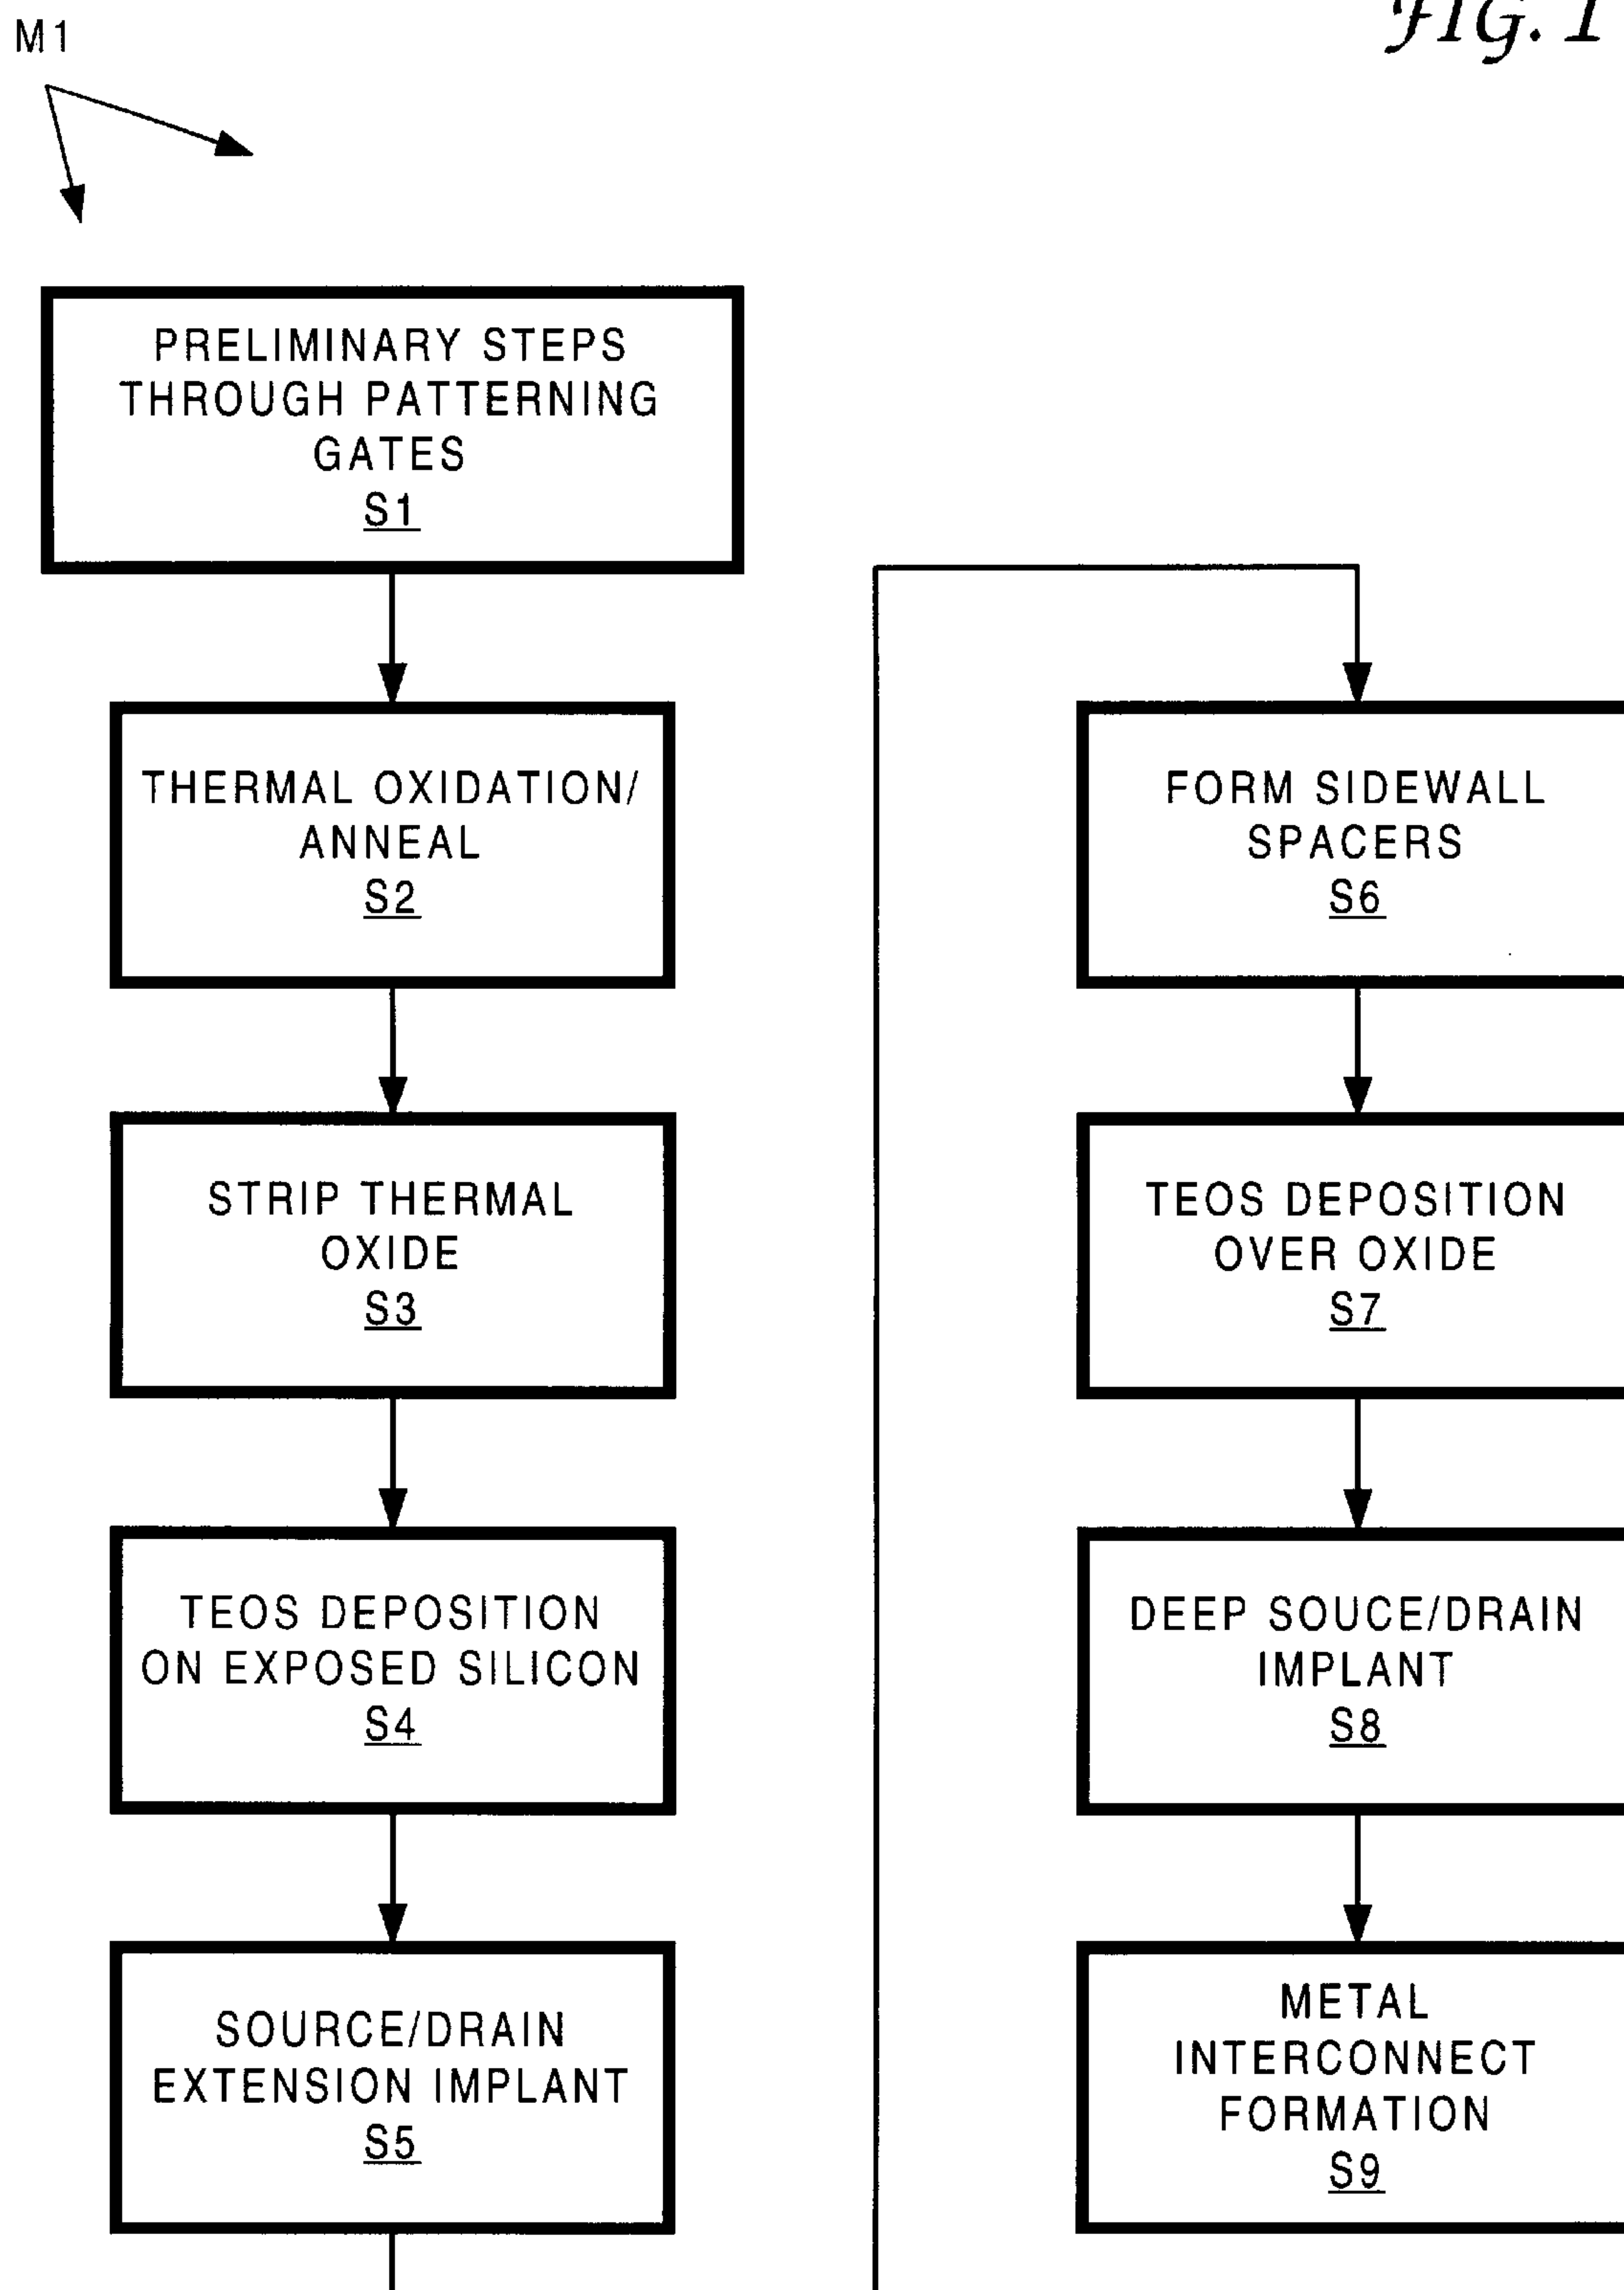 M1
FIG. 1
PRELIMINARY STEPS
THROUGH PATTERNING
GATES
S1
THERMAL OXIDATION/
ANNEAL
S2
STRIP THERMAL
OXIDE
S3
TEOS DEPOSITION
ON EXPOSED SILICON
S4
SOURCE/DRAIN
EXTENSION IMPLANT
S5
FORM SIDEWALL
SPACERS
S6
TEOS DEPOSITION
OVER OXIDE
S7
DEEP SOUCE/DRAIN
IMPLANT
S8
METAL
INTERCONNECT
FORMATION
S9